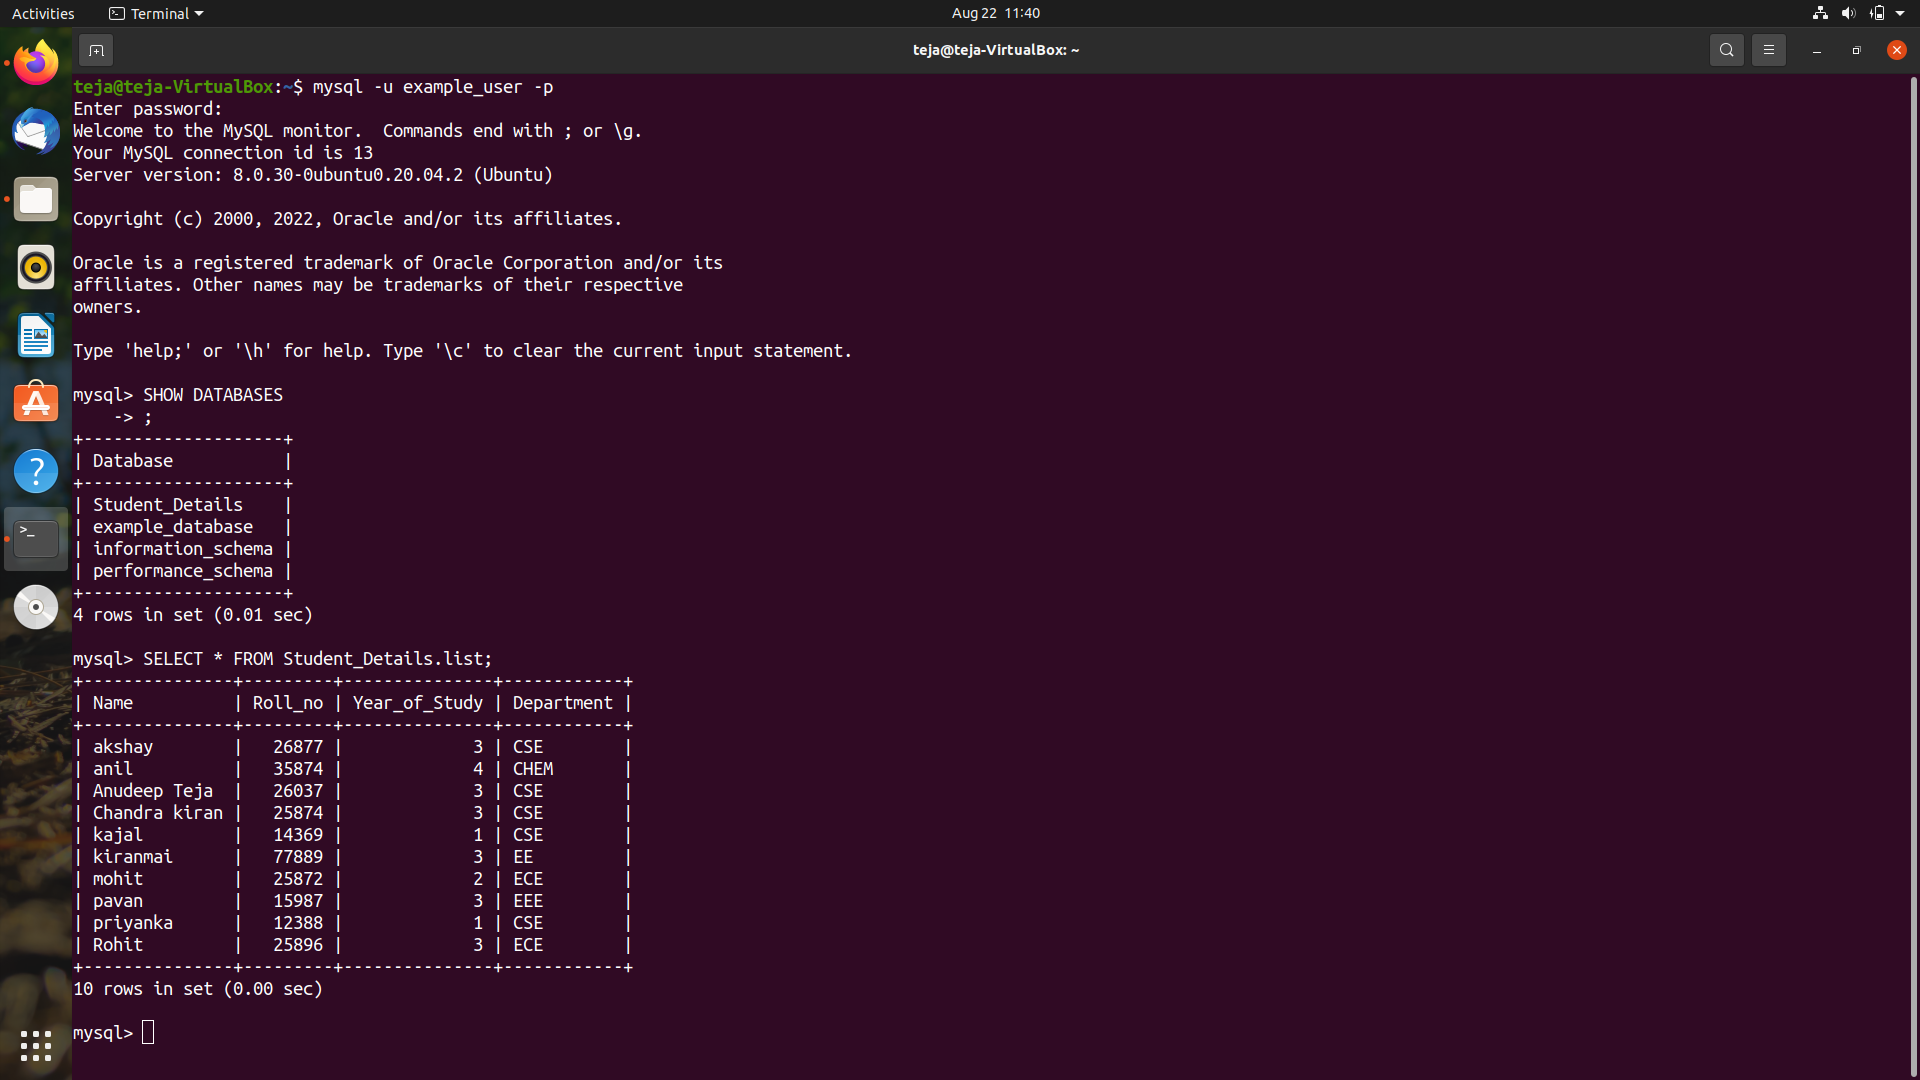 Activities Terminal Aug 22 11:40
teja@teja-VirtualBox: ~
teja@teja-VirtualBox:~$ mysql -u example_user -p
Enter password:
Welcome to the MySQL monitor.  Commands end with ; or \g.
Your MySQL connection id is 13
Server version: 8.0.30-0ubuntu0.20.04.2 (Ubuntu)
Copyright (c) 2000, 2022, Oracle and/or its affiliates.
Oracle is a registered trademark of Oracle Corporation and/or its
affiliates. Other names may be trademarks of their respective
owners.
Type 'help;' or '\h' for help. Type '\c' to clear the current input statement.
mysql> SHOW DATABASES
    -> ;
+--------------------+
| Database           |
+--------------------+
| Student_Details    |
| example_database   |
| information_schema |
| performance_schema |
+--------------------+
4 rows in set (0.01 sec)
mysql> SELECT * FROM Student_Details.list;
+---------------+---------+---------------+------------+
| Name          | Roll_no | Year_of_Study | Department |
+---------------+---------+---------------+------------+
| akshay        |   26877 |             3 | CSE        |
| anil          |   35874 |             4 | CHEM       |
| Anudeep Teja  |   26037 |             3 | CSE        |
| Chandra kiran |   25874 |             3 | CSE        |
| kajal         |   14369 |             1 | CSE        |
| kiranmai      |   77889 |             3 | EE         |
| mohit         |   25872 |             2 | ECE        |
| pavan         |   15987 |             3 | EEE        |
| priyanka      |   12388 |             1 | CSE        |
| Rohit         |   25896 |             3 | ECE        |
+---------------+---------+---------------+------------+
10 rows in set (0.00 sec)
mysql>